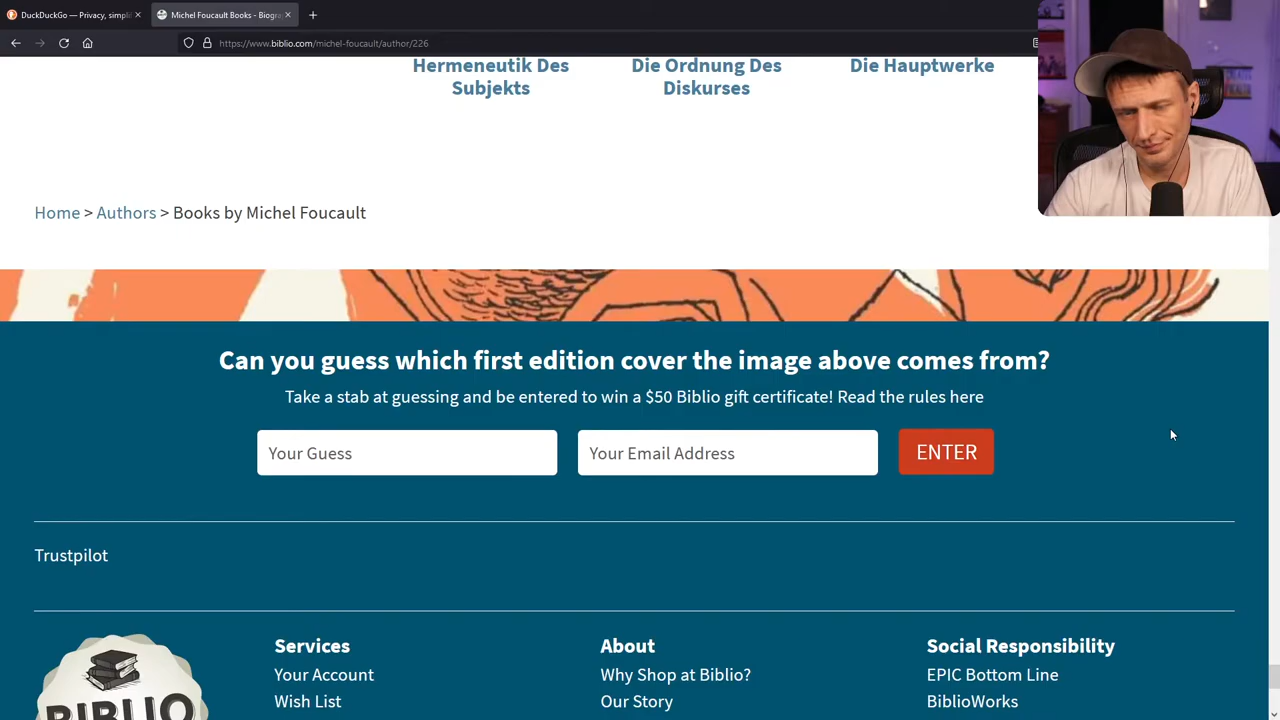 DuckDuckGo — Privacy, simpli
Michel Foucault Books - Biogra
https://www.biblio.com/michel-foucault/author/226
Hermeneutik Des
Subjekts
Die Ordnung Des
Diskurses
Die Hauptwerke
Home > Authors > Books by Michel Foucault
Can you guess which first edition cover the image above comes from?
Take a stab at guessing and be entered to win a $50 Biblio gift certificate! Read the rules here
Your Guess
Your Email Address
ENTER
Trustpilot
BIBLIO
Services
Your Account
Wish List
About
Why Shop at Biblio?
Our Story
Social Responsibility
EPIC Bottom Line
BiblioWorks